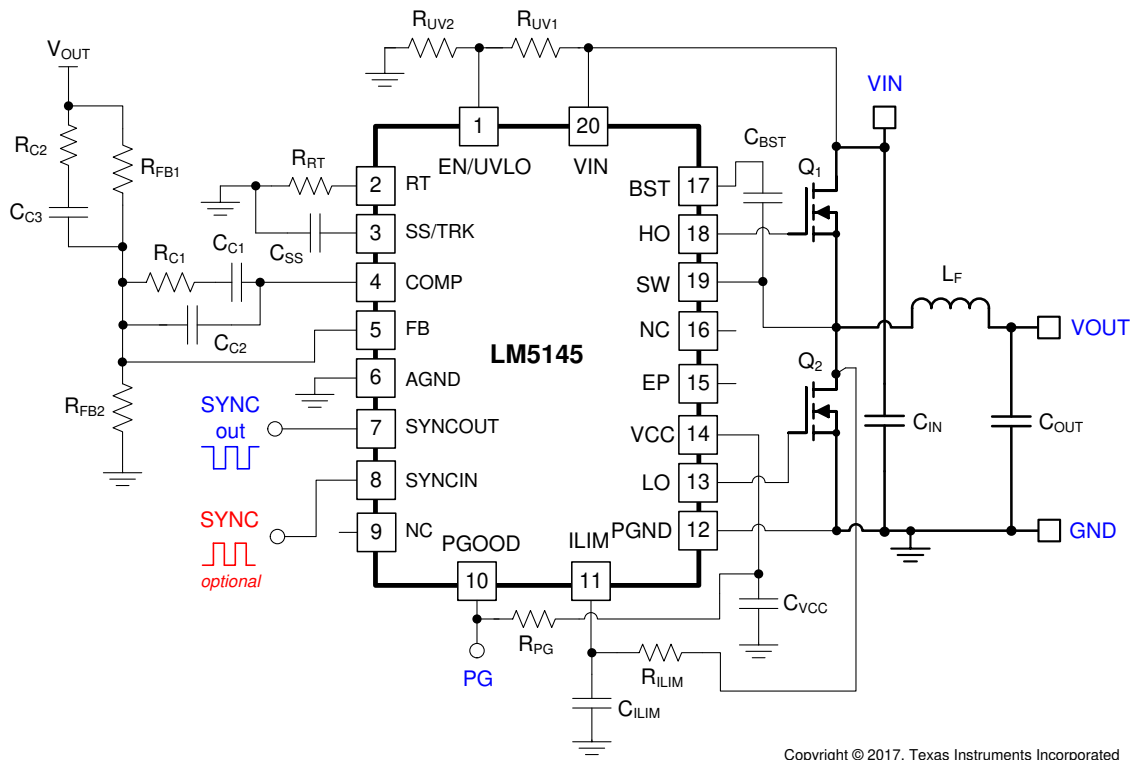 RUV2
RUV1
VOUT
VIN
1
20
EN/UVLO
VIN
CBST
RC2
RFB1
RRT
2
RT
BST
17
Q1
CC3
3
SS/TRK
HO
18
CSS
RC1
CC1
4
COMP
SW
19
LF
CC2
5
FB
NC
16
VOUT
LM5145
6
AGND
EP
15
Q2
RFB2
SYNC
out
7
SYNCOUT
VCC
14
CIN
COUT
8
SYNCIN
LO
13
SYNC
optional
9
NC
PGOOD
ILIM
PGND
12
GND
10
11
CVCC
RPG
PG
RILIM
CILIM
Copyright © 2017, Texas Instruments Incorporated